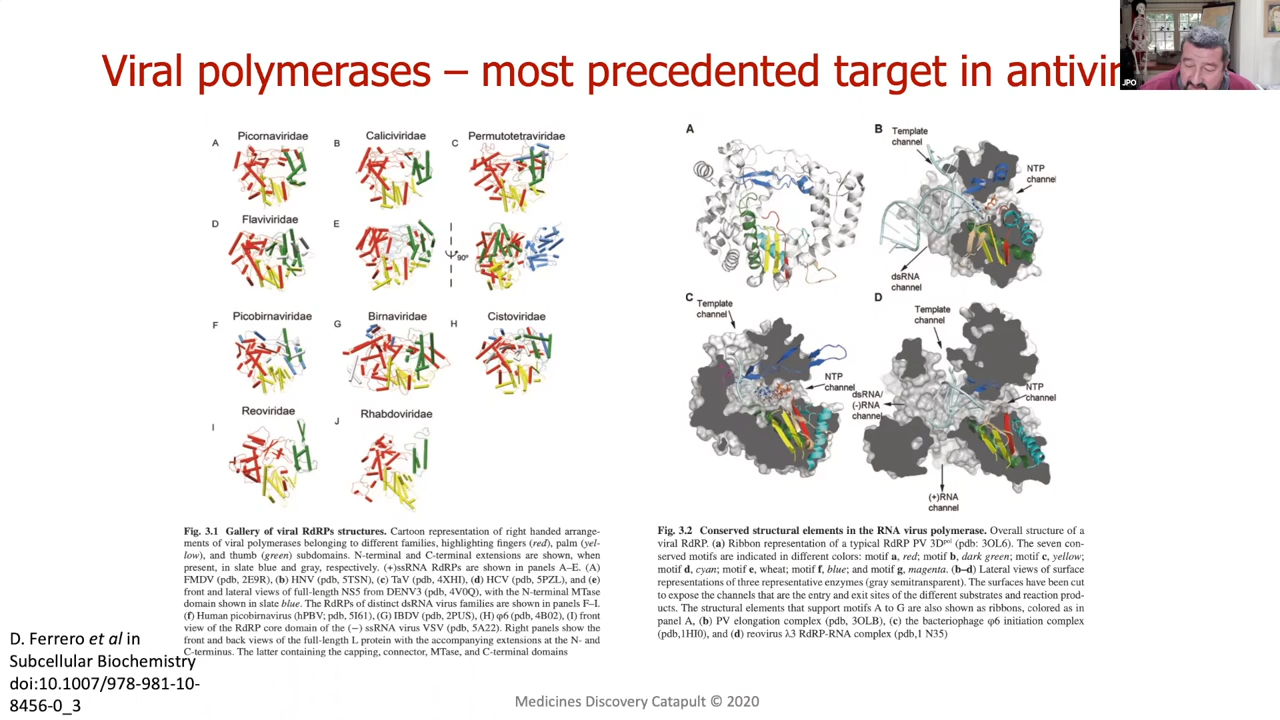 Viral polymerases – most precedented target in antivir
JPO
A
Picornaviridae
B
Caliciviridae
C
Permutotetraviridae
D
Flaviviridae
E
90º
F
Picobirnaviridae
G
Birnaviridae
H
Cistoviridae
I
Reoviridae
J
Rhabdoviridae
Fig. 3.1 Gallery of viral RdRPs structures. Cartoon representation of right handed arrange-
ments of viral polymerases belonging to different families, highlighting fingers (red), palm (yel-
low), and thumb (green) subdomains. N-terminal and C-terminal extensions are shown, when
present, in slate blue and gray, respectively. (+)ssRNA RdRPs are shown in panels A–E. (A)
FMDV (pdb, 2E9R), (b) HNV (pdb, 5TSN), (c) TaV (pdb, 4XHI), (d) HCV (pdb, 5PZL), and (e)
front and lateral views of full-length NS5 from DENV3 (pdb, 4V0Q), with the N-terminal MTase
domain shown in slate blue. The RdRPs of distinct dsRNA virus families are shown in panels F–I.
(f) Human picobirnavirus (hPBV; pdb, 5I61), (G) IBDV (pdb, 2PUS), (H) φ6 (pdb, 4B02), (I) front
view of the RdRP core domain of the (−) ssRNA virus VSV (pdb, 5A22). Right panels show the
front and back views of the full-length L protein with the accompanying extensions at the N- and
C-terminus. The latter containing the capping, connector, MTase, and C-terminal domains
A
B
Template
channel
NTP
channel
dsRNA
channel
C
Template
channel
NTP
channel
D
Template
channel
NTP
channel
dsRNA/
(-)RNA
channel
(+)RNA
channel
Fig. 3.2 Conserved structural elements in the RNA virus polymerase. Overall structure of a
viral RdRP. (a) Ribbon representation of a typical RdRP PV 3Dpol (pdb: 3OL6). The seven con-
served motifs are indicated in different colors: motif a, red; motif b, dark green; motif c, yellow;
motif d, cyan; motif e, wheat; motif f, blue; and motif g, magenta. (b–d) Lateral views of surface
representations of three representative enzymes (gray semitransparent). The surfaces have been cut
to expose the channels that are the entry and exit sites of the different substrates and reaction prod-
ucts. The structural elements that support motifs A to G are also shown as ribbons, colored as in
panel A, (b) PV elongation complex (pdb, 3OLB), (c) the bacteriophage φ6 initiation complex
(pdb,1HI0), and (d) reovirus λ3 RdRP-RNA complex (pdb,1 N35)
D. Ferrero et al in
Subcellular Biochemistry
doi:10.1007/978-981-10-
8456-0_3
Medicines Discovery Catapult © 2020